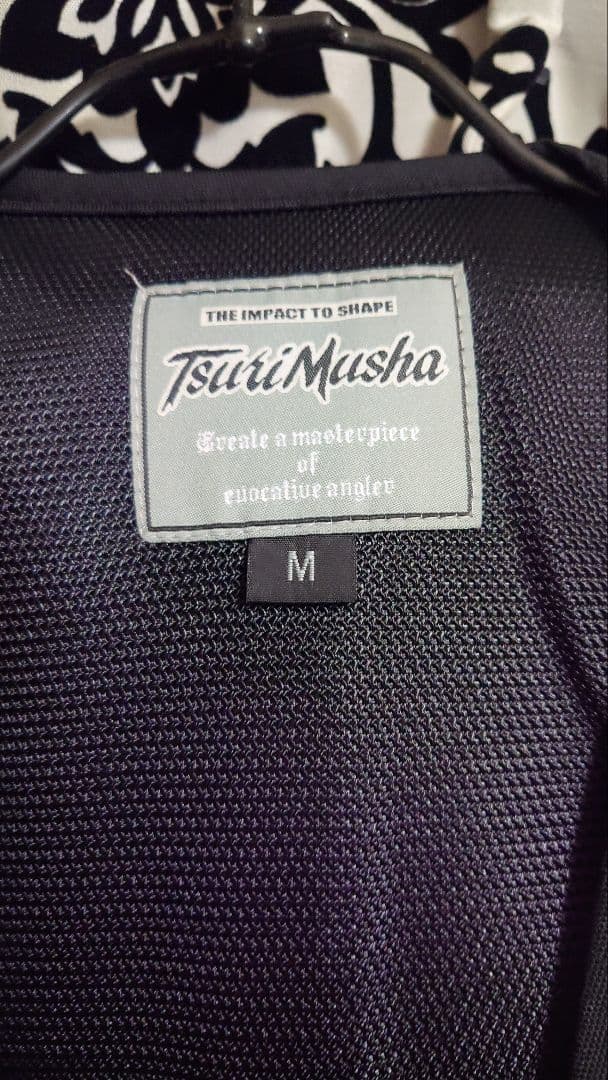 THE IMPACT TO SHAPE
TsuriMusha
Create a masterpiece
of
evocative angler
M